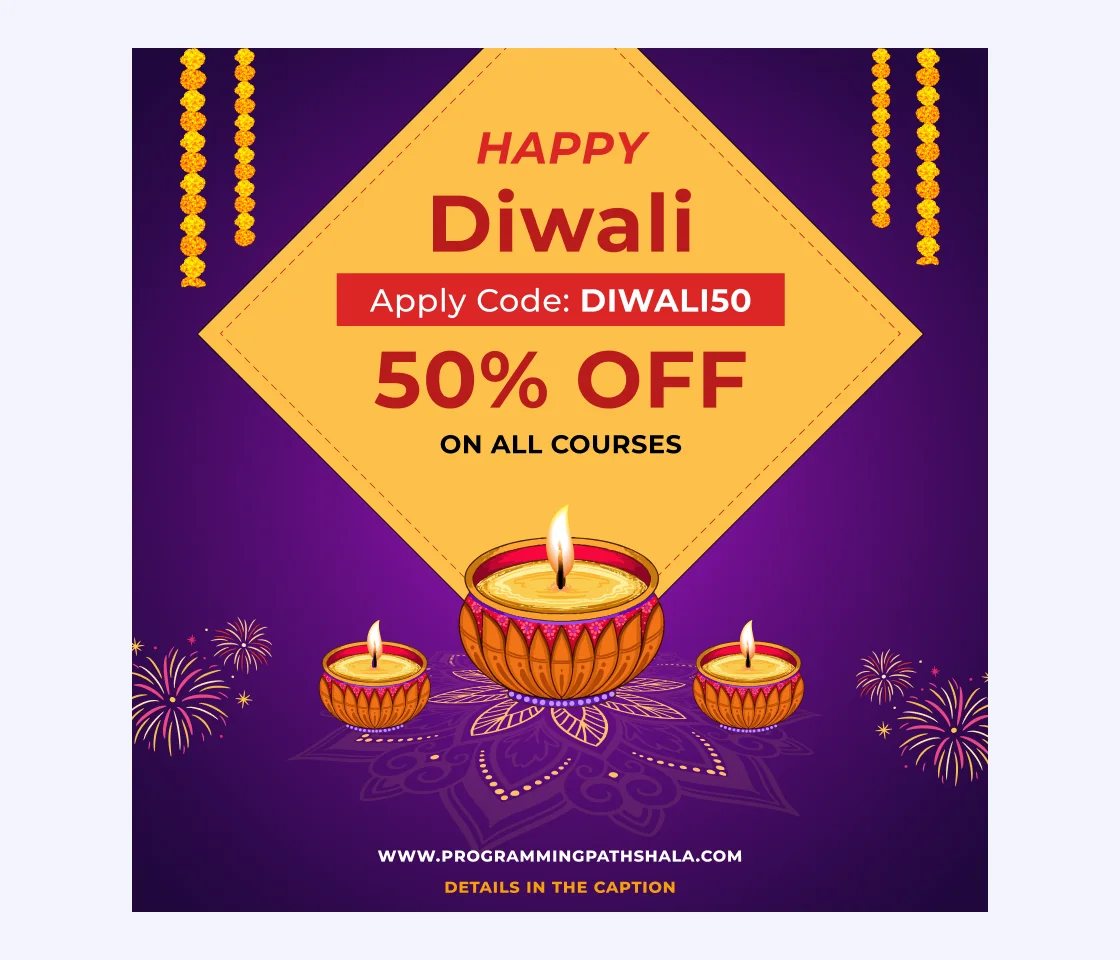 HAPPY
Diwali
Apply Code: DIWALI50
50% OFF
ON ALL COURSES
WWW.PROGRAMMINGPATHSHALA.COM
DETAILS IN THE CAPTION